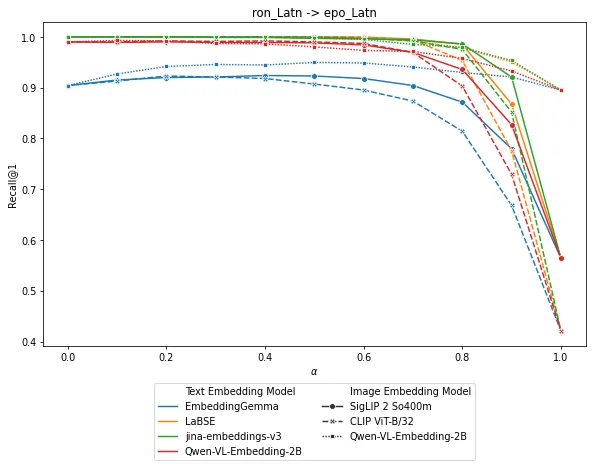 ron_Latn -> epo_Latn
Recall@1
1.0
0.9
0.8
0.7
0.6
0.5
0.4
0.0 0.2 0.4 0.6 0.8 1.0
α
Text Embedding Model
EmbeddingGemma
LaBSE
jina-embeddings-v3
Qwen-VL-Embedding-2B
Image Embedding Model
SigLIP 2 So400m
CLIP ViT-B/32
Qwen-VL-Embedding-2B